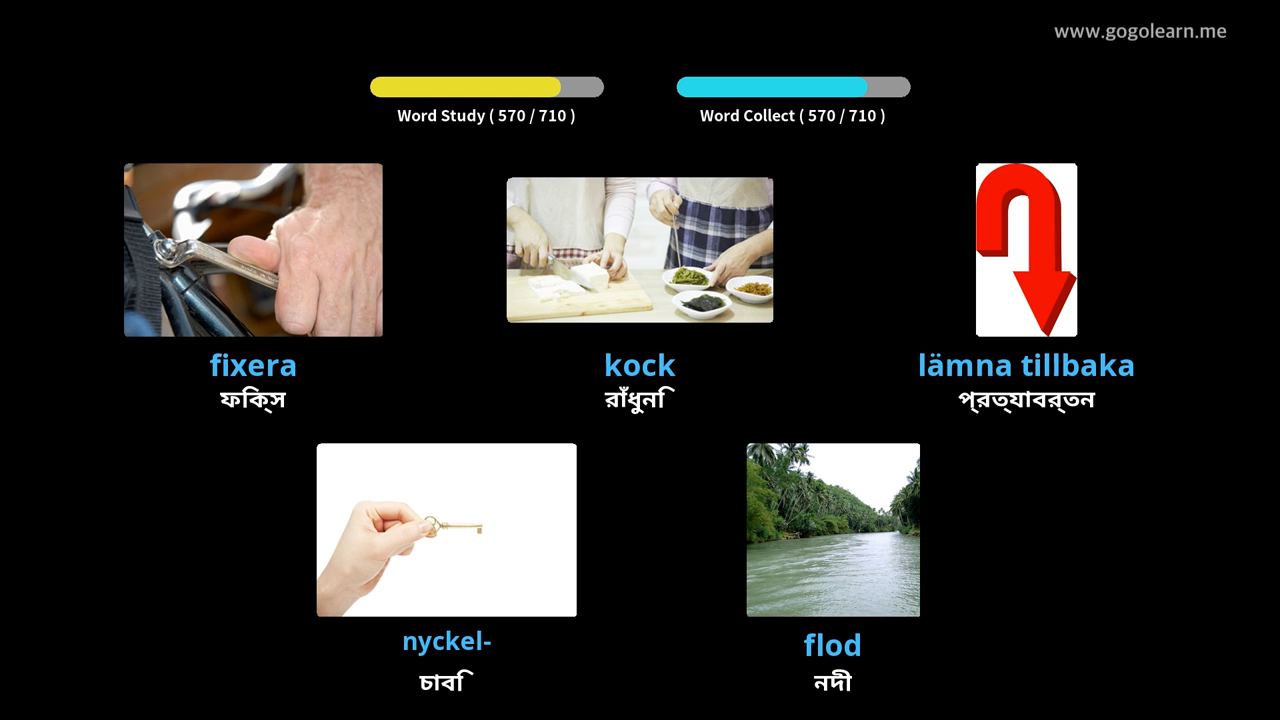 www.gogolearn.me
Word Study ( 570 / 710 )
Word Collect ( 570 / 710 )
fixera
ফিক্স
kock
রাঁধুনি
lämna tillbaka
প্রত্যাবর্তন
nyckel-
চাবি
flod
নদী